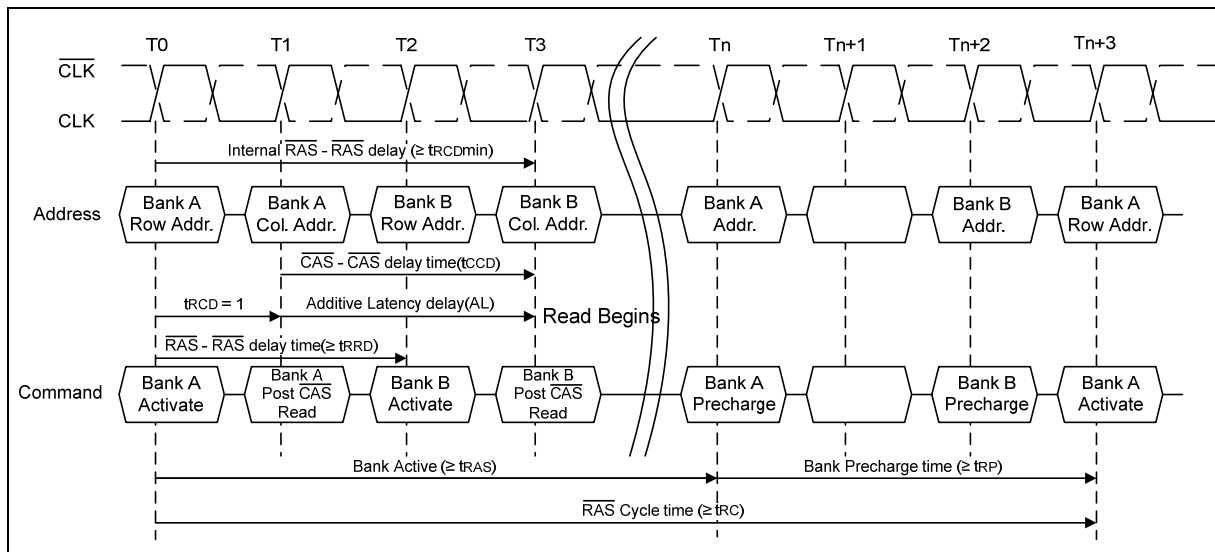 T0 T1 T2 T3 Tn Tn+1 Tn+2 Tn+3
CLK
CLK
Internal RAS - RAS delay (≥ tRCDmin)
Address
Bank A Row Addr.
Bank A Col. Addr.
Bank B Row Addr.
Bank B Col. Addr.
Bank A Addr.
Bank B Addr.
Bank A Row Addr.
CAS - CAS delay time(tCCD)
tRCD = 1
Additive Latency delay(AL)
Read Begins
RAS - RAS delay time(≥ tRRD)
Command
Bank A Activate
Bank A Post CAS Read
Bank B Activate
Bank B Post CAS Read
Bank A Precharge
Bank B Precharge
Bank A Activate
Bank Active (≥ tRAS)
Bank Precharge time (≥ tRP)
RAS Cycle time (≥ tRC)